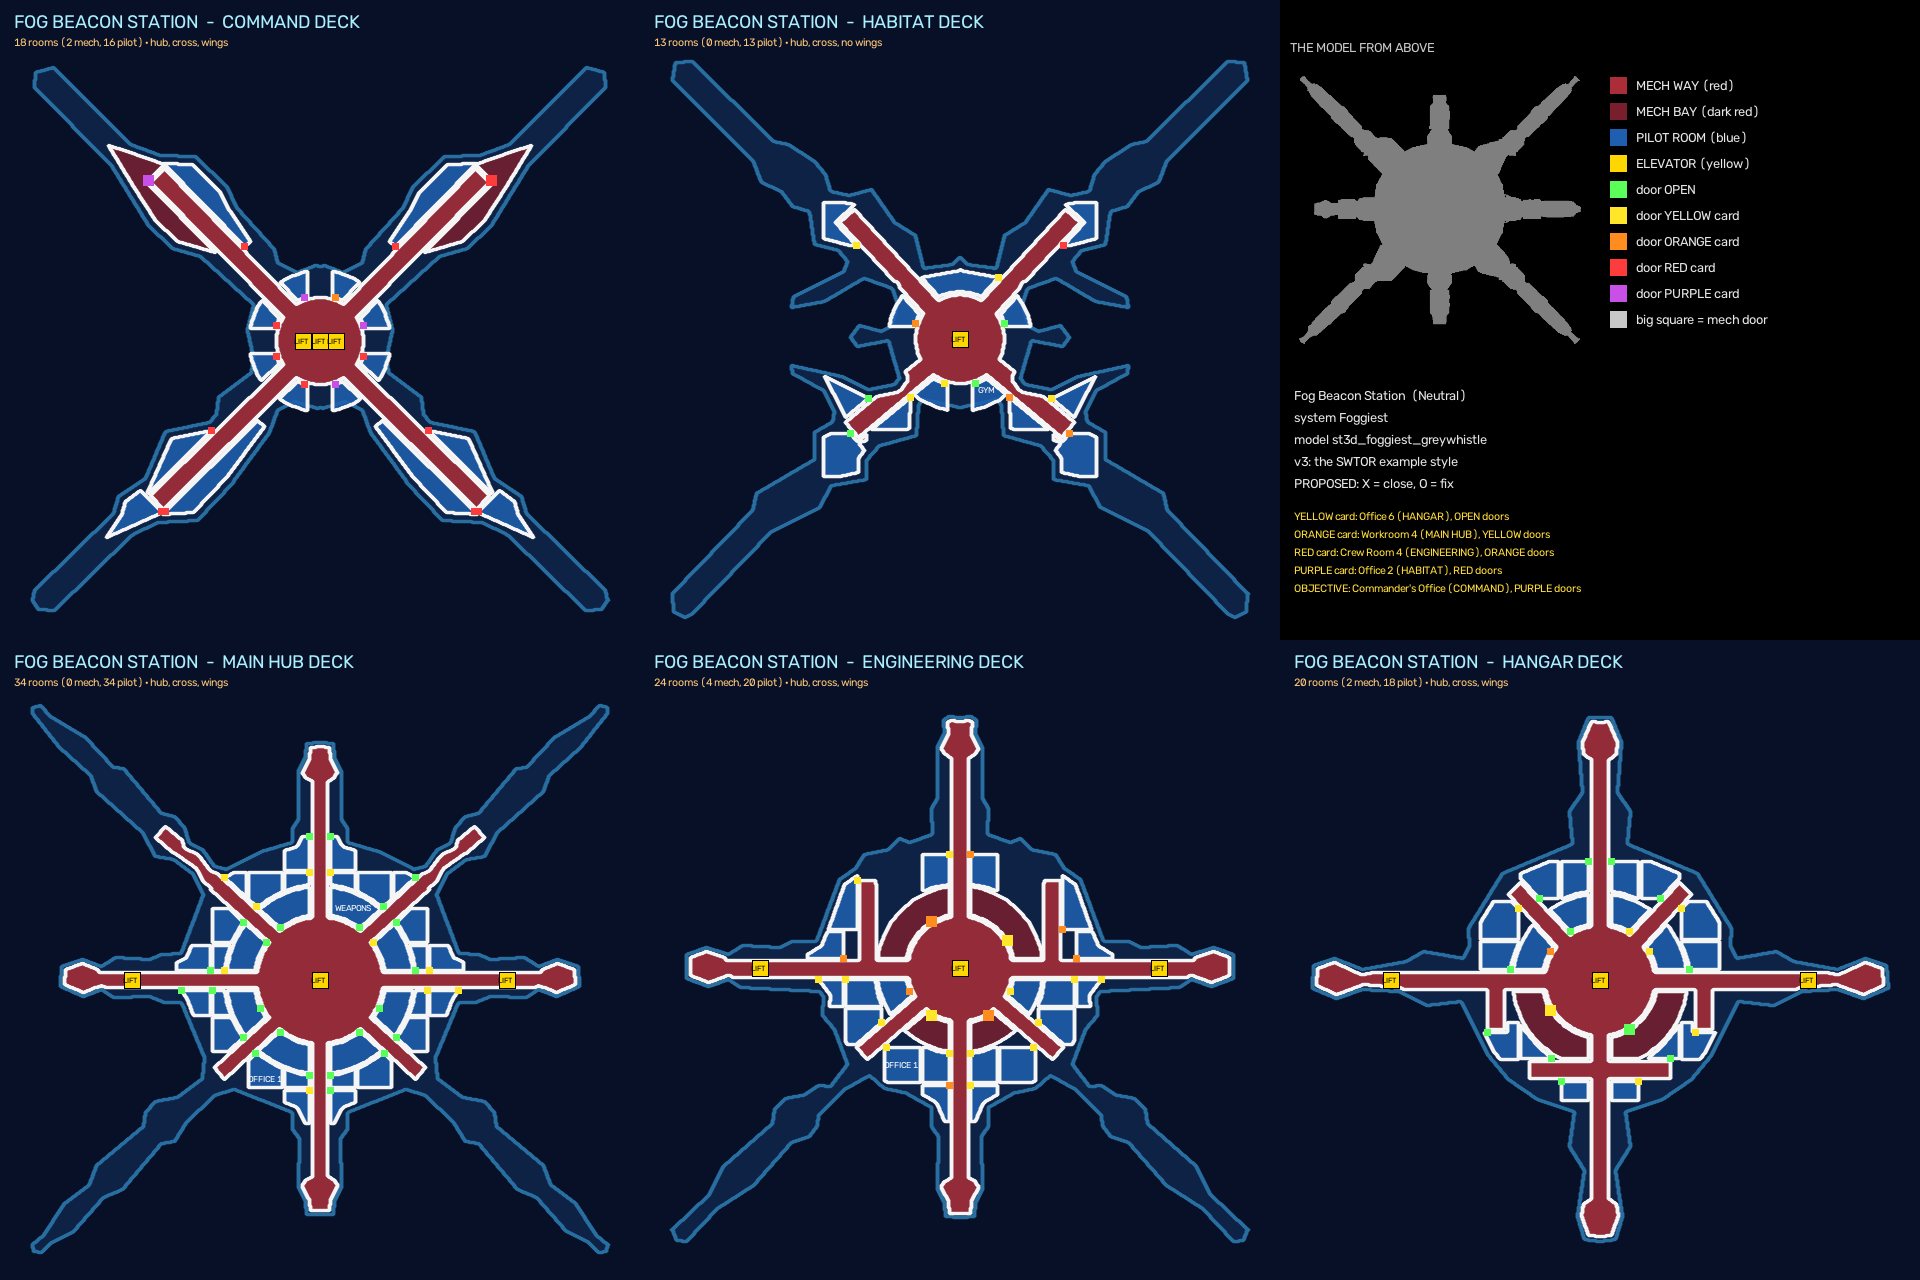 FOG BEACON STATION - COMMAND DECK
18 rooms (2 mech, 16 pilot) • hub, cross, wings
LIFT LIFT LIFT
FOG BEACON STATION - HABITAT DECK
13 rooms (0 mech, 13 pilot) • hub, cross, no wings
LIFT
GYM
THE MODEL FROM ABOVE
MECH WAY (red)
MECH BAY (dark red)
PILOT ROOM (blue)
ELEVATOR (yellow)
door OPEN
door YELLOW card
door ORANGE card
door RED card
door PURPLE card
big square = mech door
Fog Beacon Station (Neutral)
system Foggiest
model st3d_foggiest_greywhistle
v3: the SWTOR example style
PROPOSED: X = close, O = fix
YELLOW card: Office 6 (HANGAR), OPEN doors
ORANGE card: Workroom 4 (MAIN HUB), YELLOW doors
RED card: Crew Room 4 (ENGINEERING), ORANGE doors
PURPLE card: Office 2 (HABITAT), RED doors
OBJECTIVE: Commander's Office (COMMAND), PURPLE doors
FOG BEACON STATION - MAIN HUB DECK
34 rooms (0 mech, 34 pilot) • hub, cross, wings
WEAPONS
LIFT LIFT LIFT
OFFICE 1
FOG BEACON STATION - ENGINEERING DECK
24 rooms (4 mech, 20 pilot) • hub, cross, wings
LIFT LIFT LIFT
OFFICE 1
FOG BEACON STATION - HANGAR DECK
20 rooms (2 mech, 18 pilot) • hub, cross, wings
LIFT LIFT LIFT